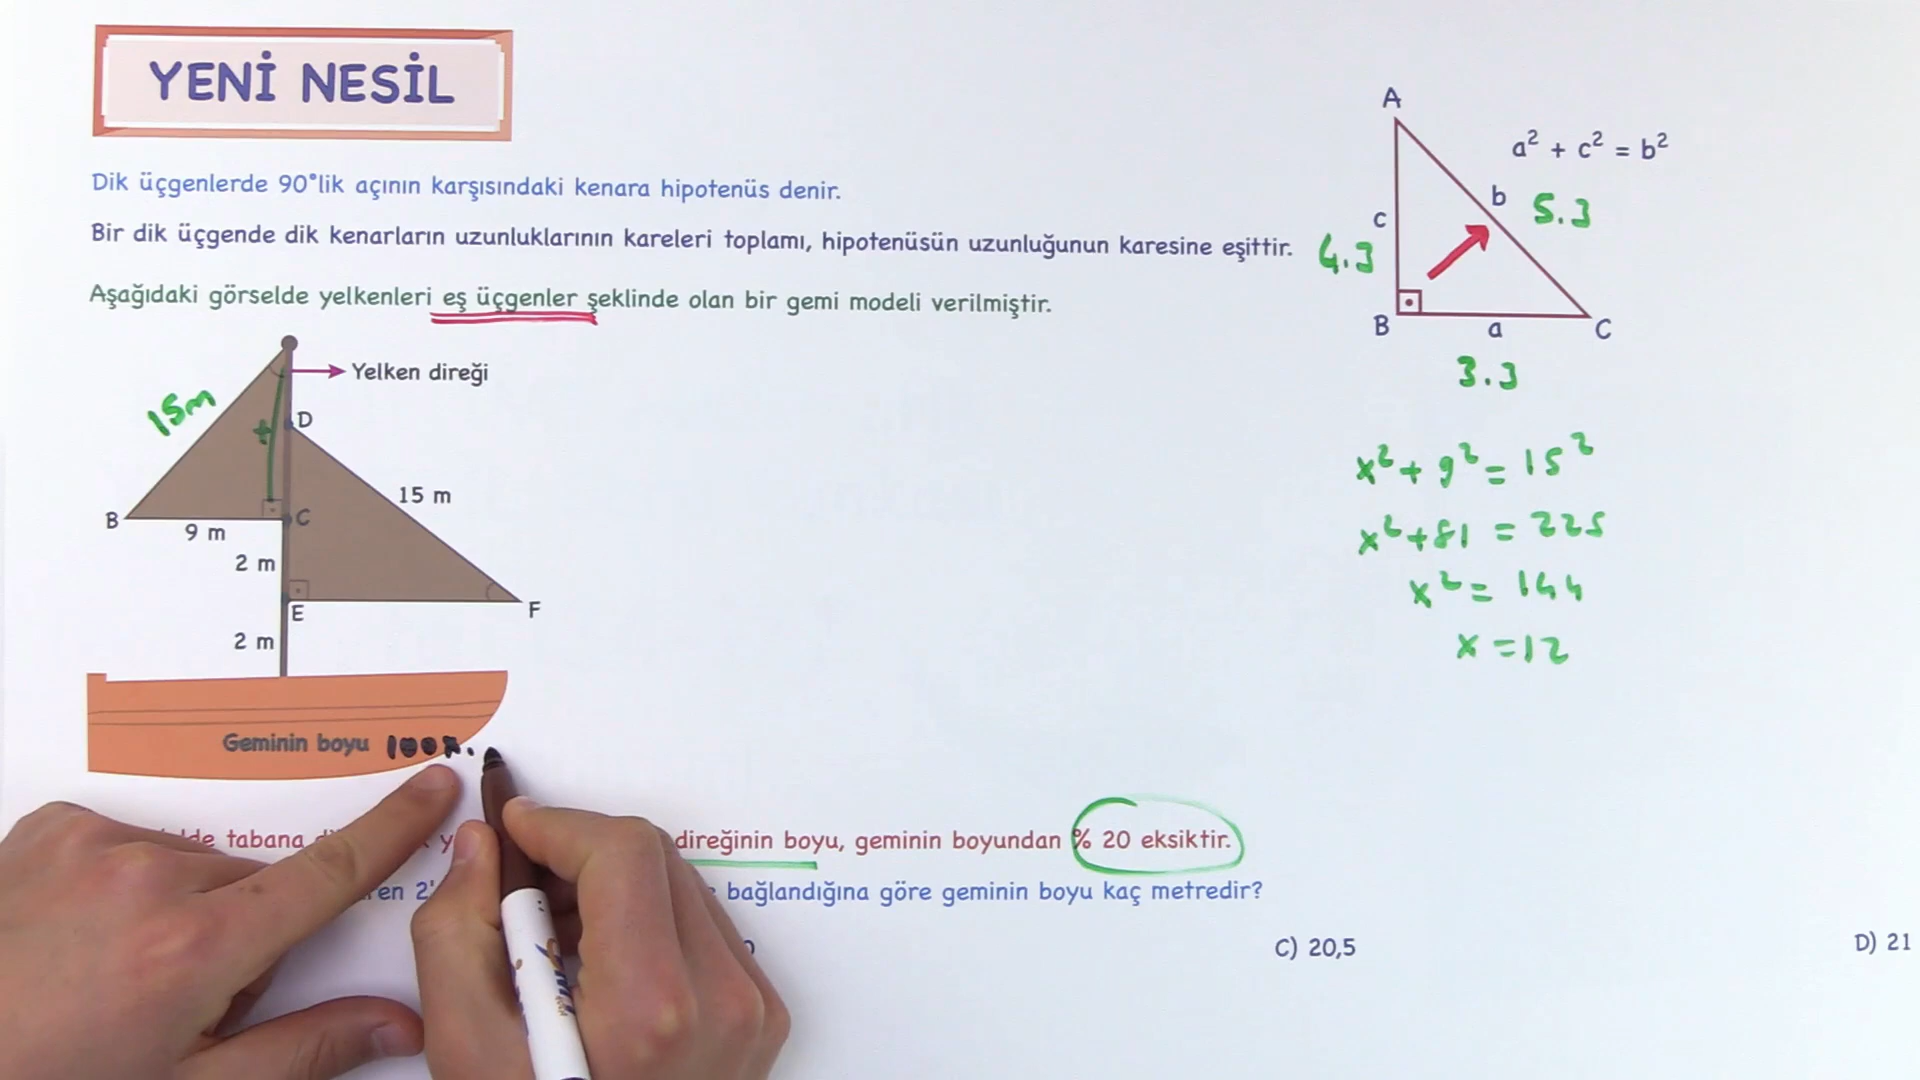 YENİ NESİL
Dik üçgenlerde 90°lik açının karşısındaki kenara hipotenüs denir.
Bir dik üçgende dik kenarların uzunluklarının kareleri toplamı, hipotenüsün uzunluğunun karesine eşittir.
Aşağıdaki görselde yelkenleri eş üçgenler şeklinde olan bir gemi modeli verilmiştir.
A
a² + c² = b²
b
5.3
c
4.3
B
a
C
3.3
Yelken direği
15m
D
15 m
B
C
9 m
2 m
E
F
2 m
Geminin boyu 100x
x² + 9² = 15²
x² + 81 = 225
x² = 144
x = 12
tabana direğinin boyu, geminin boyundan % 20 eksiktir.
bağlandığına göre geminin boyu kaç metredir?
C) 20,5
D) 21